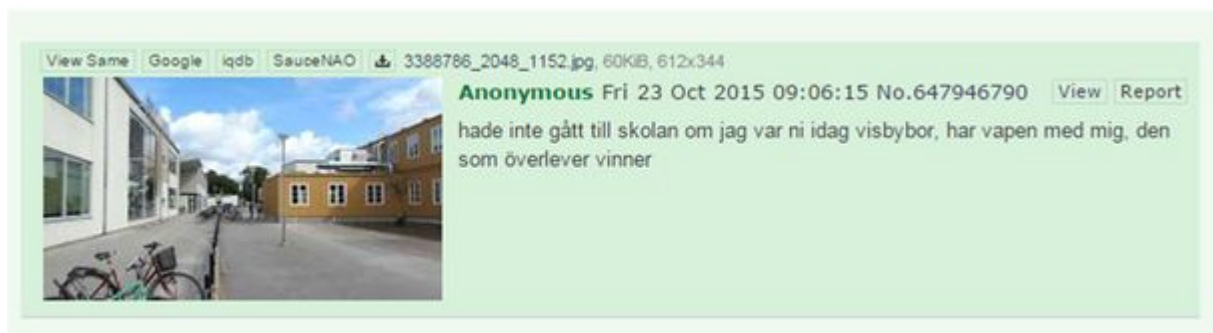 View Same Google iqdb SauceNAO 3388786_2048_1152.jpg, 60KiB, 612x344
Anonymous Fri 23 Oct 2015 09:06:15 No.647946790 View Report
hade inte gått till skolan om jag var ni idag visbybor, har vapen med mig, den
som överlever vinner